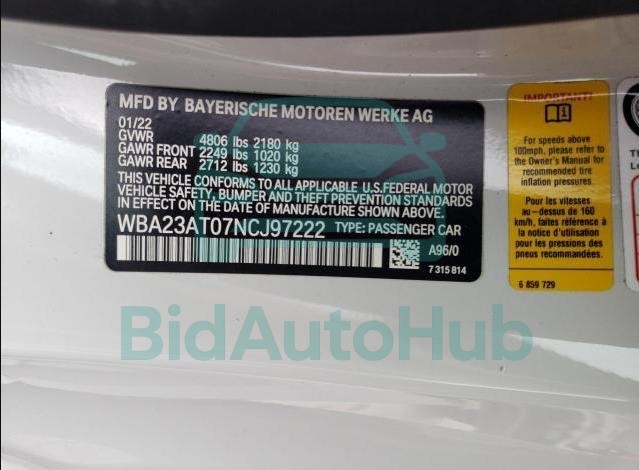 MFD BY BAYERISCHE MOTOREN WERKE AG
01/22
GVWR 4806 lbs 2180 kg
GAWR FRONT 2249 lbs 1020 kg
GAWR REAR 2712 lbs 1230 kg
THIS VEHICLE CONFORMS TO ALL APPLICABLE U.S.FEDERAL MOTOR
VEHICLE SAFETY, BUMPER AND THEFT PREVENTION STANDARDS
IN EFFECT ON THE DATE OF MANUFACTURE SHOWN ABOVE.
WBA23AT07NCJ97222 TYPE: PASSENGER CAR
A96/0
7 315 814
BidAutoHub
IMPORTANT!
For speeds above
100mph, please refer to
the Owner's Manual for
recommended tire
inflation pressures.
Pour les vitesses
au-dessus de 160
km/h, faites référence à
la notice d'utilisation
pour les pressions des
pneus recommandées.
6 859 729